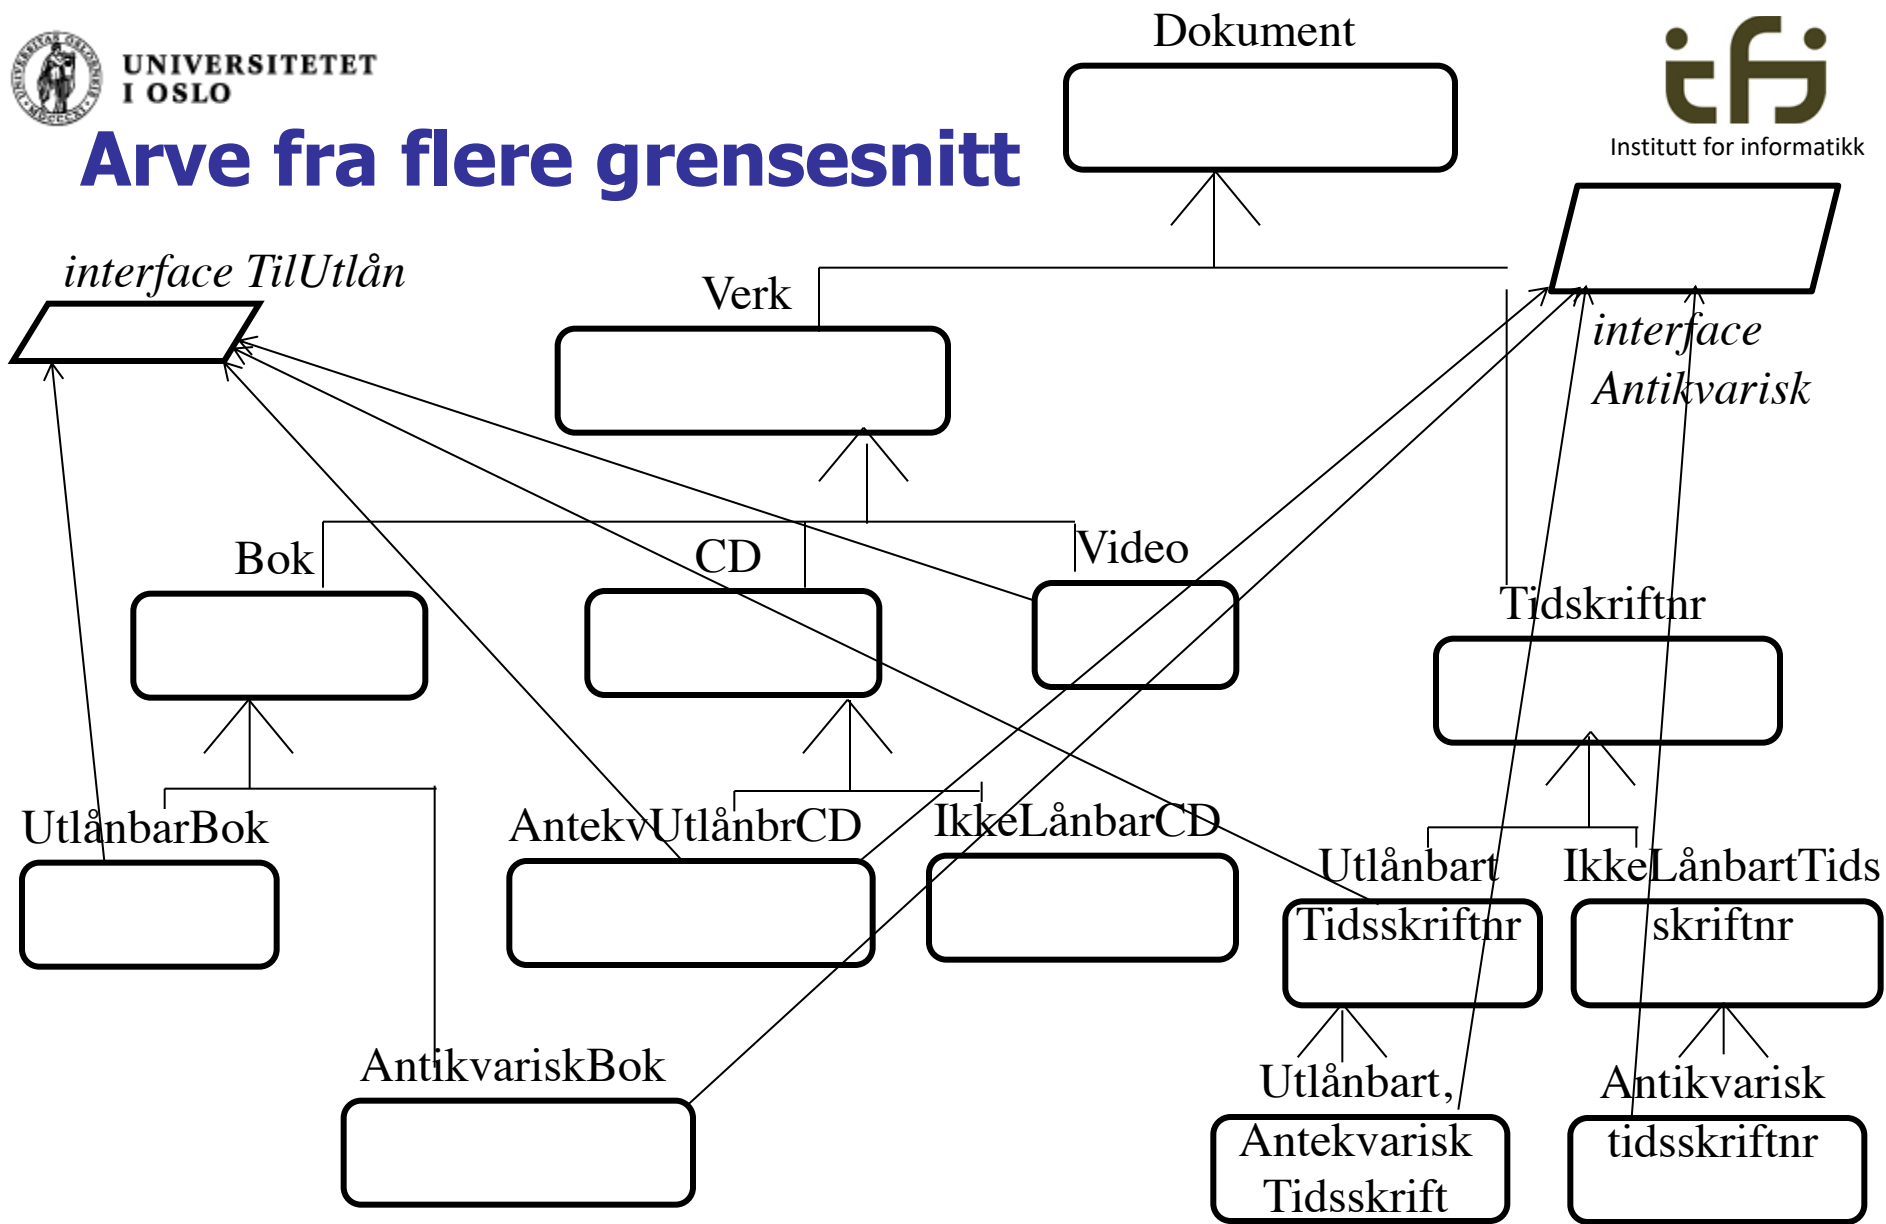 Dokument
UNIVERSITETET
I OSLO
Institutt for informatikk
Arve fra flere grensesnitt
interface TilUtlån
Verk
interface
Antikvarisk
Bok
CD
Video
Tidskriftnr
UtlånbarBok
AntekvUtlånbrCD
IkkeLånbarCD
Utlånbart
Tidsskriftnr
IkkeLånbartTids
skriftnr
AntikvariskBok
Utlånbart,
Antekvarisk
Tidsskrift
Antikvarisk
tidsskriftnr